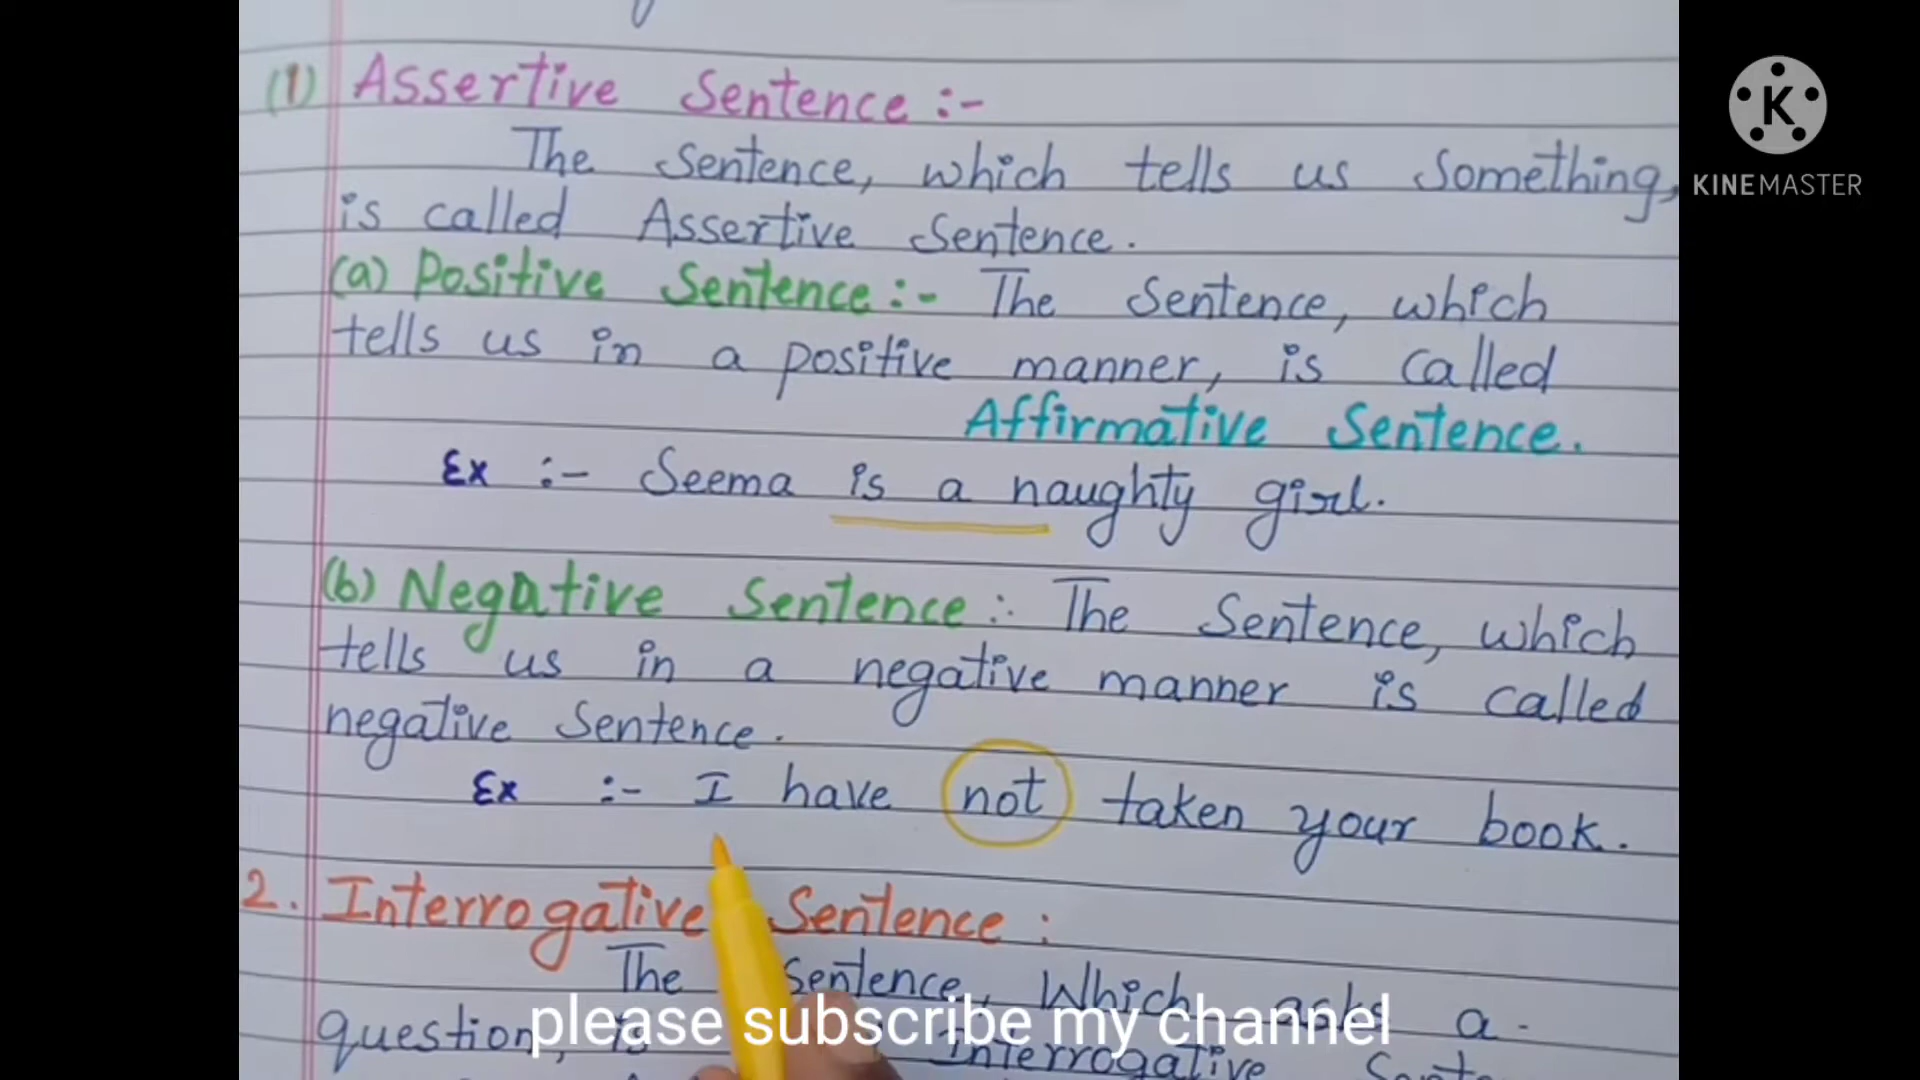 (1) Assertive Sentence :-
The Sentence, which tells us something,
is called Assertive Sentence.
(a) Positive Sentence :- The Sentence, which
tells us in a positive manner, is called
Affirmative Sentence.
Ex :- Seema is a naughty girl.
(b) Negative Sentence : The Sentence, which
tells us in a negative manner is called
negative Sentence.
Ex :- I have not taken your book.
2. Interrogative Sentence :
The Sentence, Which asks a
question, is Interrogative
please subscribe my channel
K
KINEMASTER